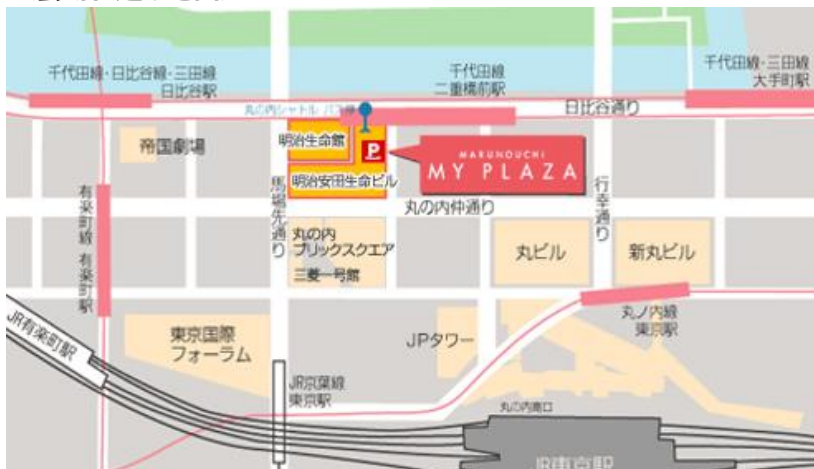 千代田線・日比谷線・三田線
日比谷駅
千代田線
二重橋前駅
千代田線・三田線
大手町駅
丸の内シャトル バス停
日比谷通り
帝国劇場
明治生命館
P
MARUNOUCHI
MY PLAZA
明治安田生命ビル
有楽町線 有楽町駅
馬場先通り
丸の内仲通り
行幸通り
丸の内
ブリックスクエア
三菱一号館
丸ビル
新丸ビル
丸ノ内線
東京駅
JR有楽町駅
東京国際
フォーラム
JPタワー
JR京葉線
東京駅
丸の内南口
JR東京駅